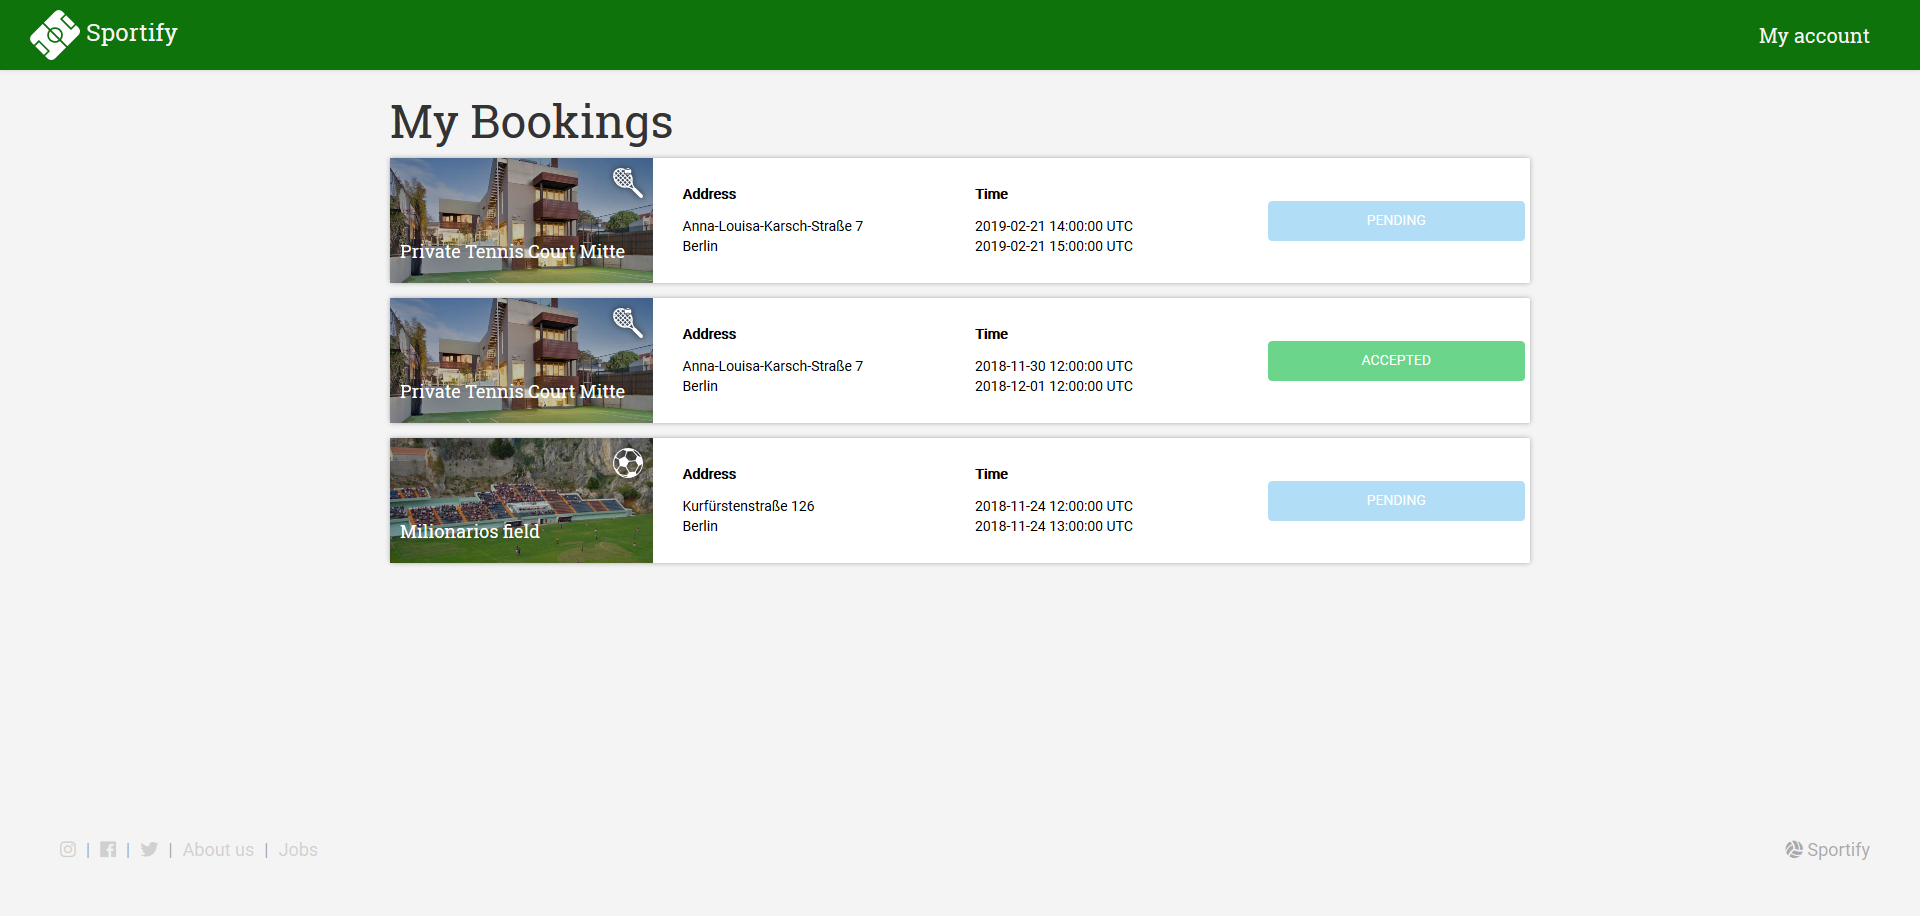 Sportify
My account
My Bookings
Private Tennis Court Mitte
Address
Anna-Louisa-Karsch-Straße 7
Berlin
Time
2019-02-21 14:00:00 UTC
2019-02-21 15:00:00 UTC
PENDING
Private Tennis Court Mitte
Address
Anna-Louisa-Karsch-Straße 7
Berlin
Time
2018-11-30 12:00:00 UTC
2018-12-01 12:00:00 UTC
ACCEPTED
Milionarios field
Address
Kurfürstenstraße 126
Berlin
Time
2018-11-24 12:00:00 UTC
2018-11-24 13:00:00 UTC
PENDING
| | | About us | Jobs
Sportify